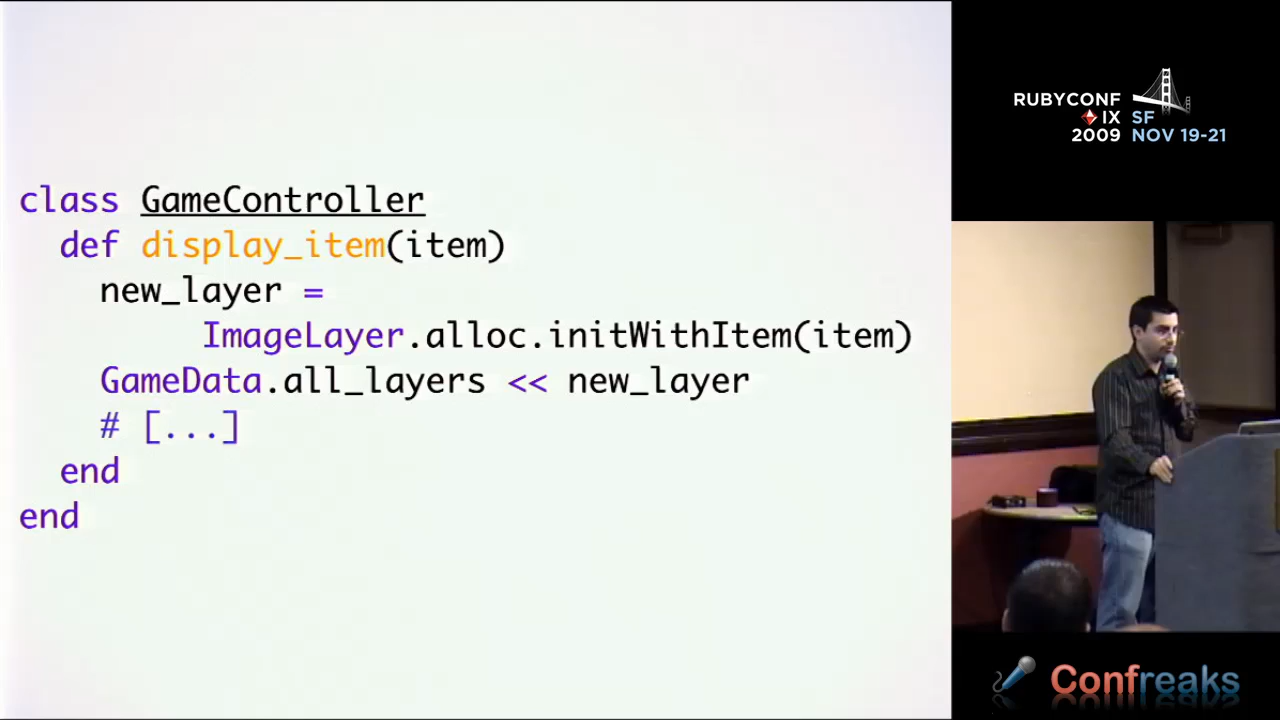 class GameController
def display_item(item)
new_layer =
ImageLayer.alloc.initWithItem(item)
GameData.all_layers << new_layer
# [...]
end
end
RUBYCONF
IX
2009
SF
NOV 19-21
Confreaks